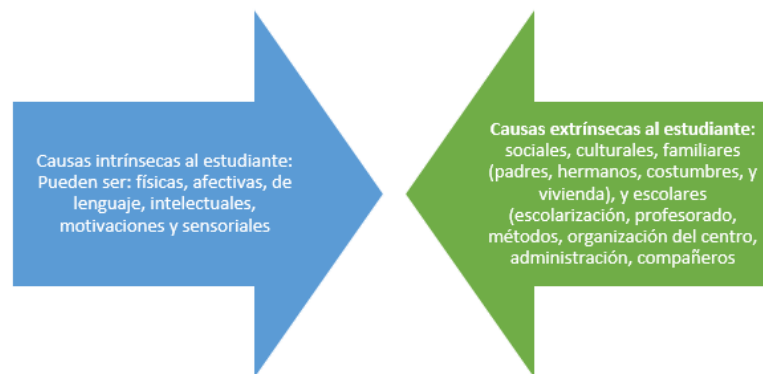 Causas intrínsecas al estudiante:
Pueden ser: físicas, afectivas, de
lenguaje, intelectuales,
motivaciones y sensoriales
Causas extrínsecas al estudiante:
sociales, culturales, familiares
(padres, hermanos, costumbres, y
vivienda), y escolares
(escolarización, profesorado,
métodos, organización del centro,
administración, compañeros